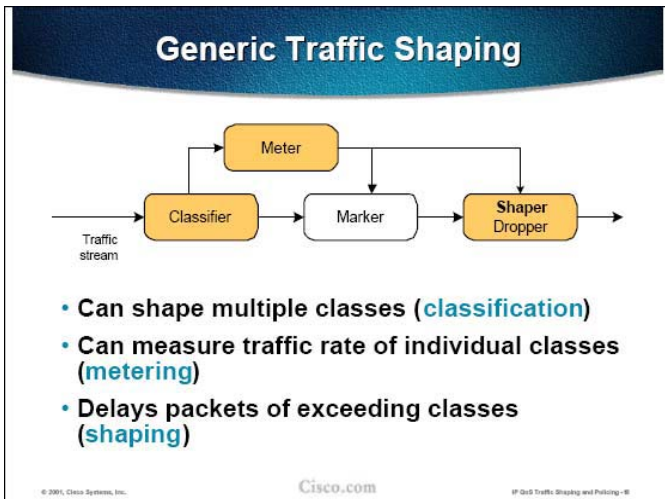 Generic Traffic Shaping
Meter
Classifier
Marker
Shaper
Dropper
Traffic
stream
• Can shape multiple classes (classification)
• Can measure traffic rate of individual classes
(metering)
• Delays packets of exceeding classes
(shaping)
© 2001, Cisco Systems, Inc.
Cisco.com
IP QoS Traffic Shaping and Policing